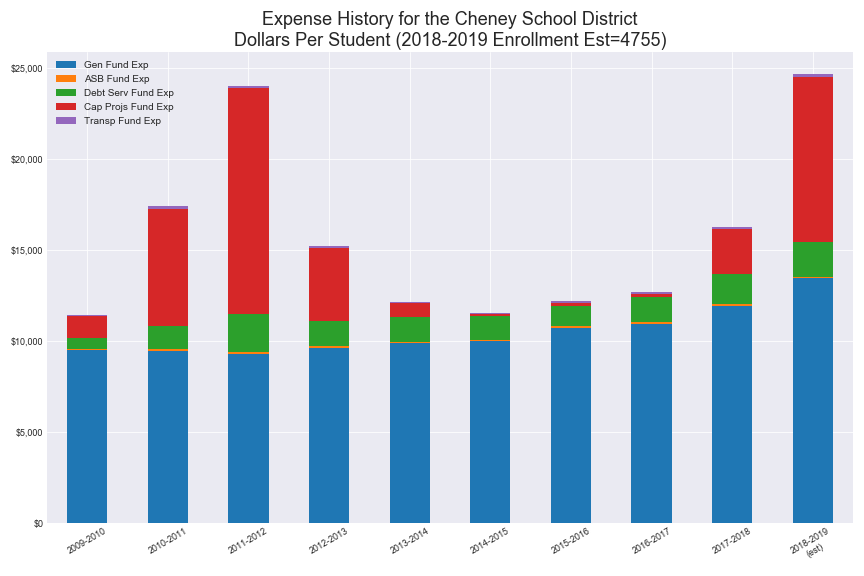 Expense History for the Cheney School District
Dollars Per Student (2018-2019 Enrollment Est=4755)
Gen Fund Exp
ASB Fund Exp
Debt Serv Fund Exp
Cap Projs Fund Exp
Transp Fund Exp
$25,000
$20,000
$15,000
$10,000
$5,000
$0
2009-2010
2010-2011
2011-2012
2012-2013
2013-2014
2014-2015
2015-2016
2016-2017
2017-2018
2018-2019
(est)